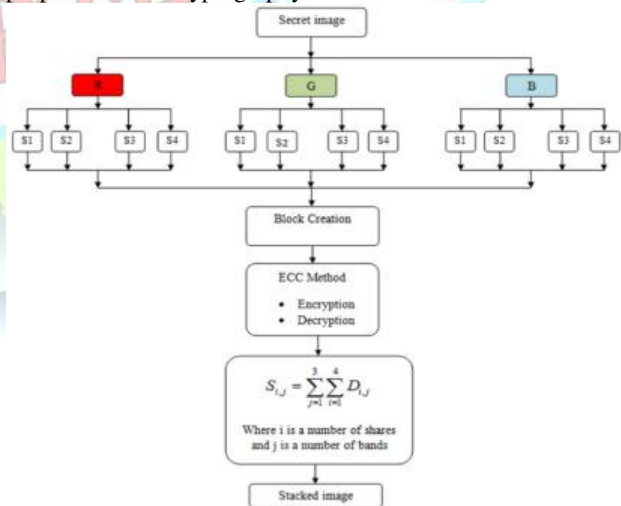 Secret image
R G B
S1 S2 S3 S4 S1 S2 S3 S4 S1 S2 S3 S4
Block Creation
ECC Method
• Encryption
• Decryption
S_{i,j} = \sum_{j=1}^{3} \sum_{i=1}^{4} D_{i,j}
Where i is a number of shares
and j is a number of bands
Stacked image